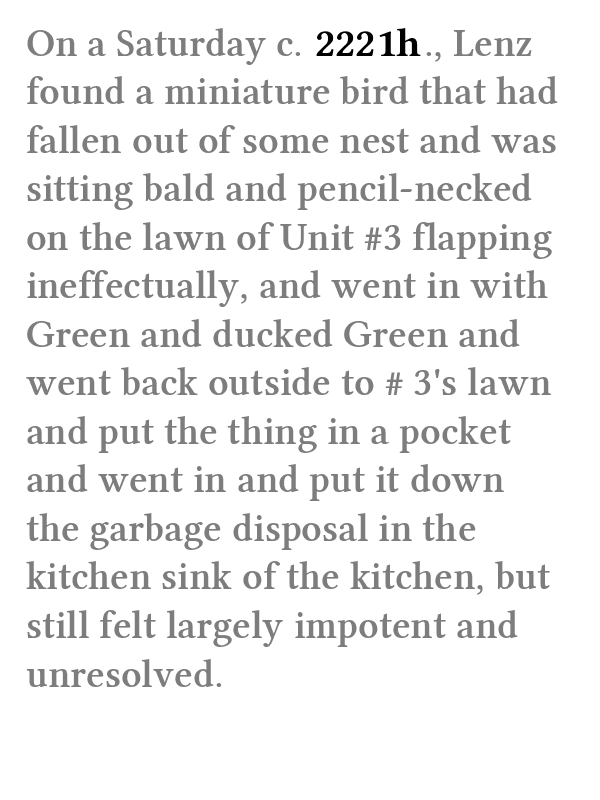 On a Saturday c. 2221h., Lenz
found a miniature bird that had
fallen out of some nest and was
sitting bald and pencil-necked
on the lawn of Unit #3 flapping
ineffectually, and went in with
Green and ducked Green and
went back outside to # 3's lawn
and put the thing in a pocket
and went in and put it down
the garbage disposal in the
kitchen sink of the kitchen, but
still felt largely impotent and
unresolved.